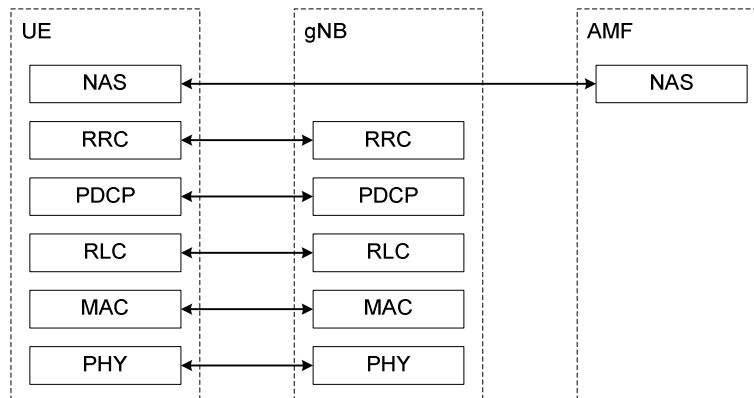 UE gNB AMF
NAS NAS
RRC RRC
PDCP PDCP
RLC RLC
MAC MAC
PHY PHY